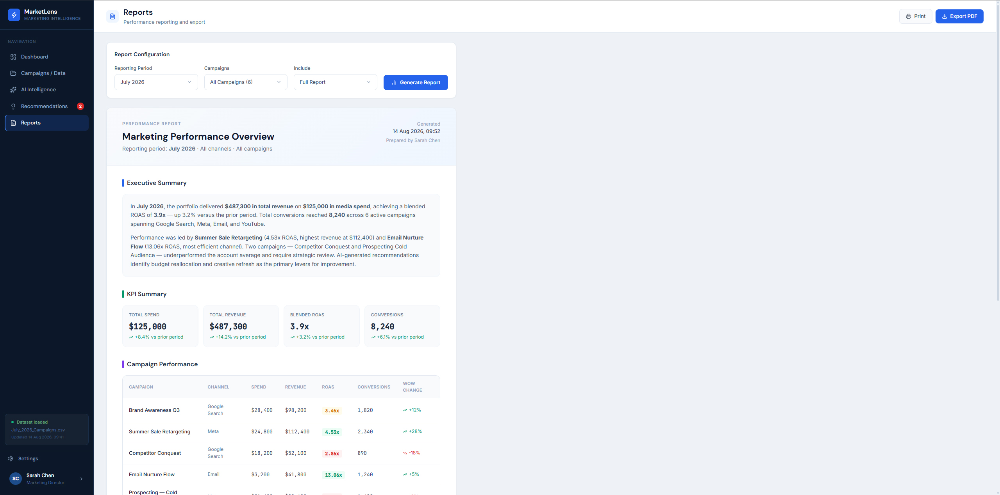 MarketLens
MARKETING INTELLIGENCE
NAVIGATION
Dashboard
Campaigns / Data
AI Intelligence
Recommendations 2
Reports
Dataset loaded
July_2026_Campaigns.csv
Updated 14 Aug 2026, 09:41
Settings
SC
Sarah Chen
Marketing Director
Reports
Performance reporting and export
Print
Export PDF
Report Configuration
Reporting Period Campaigns Include
July 2026 All Campaigns (6) Full Report Generate Report
PERFORMANCE REPORT
Marketing Performance Overview
Reporting period: July 2026 · All channels · All campaigns
Generated
14 Aug 2026, 09:52
Prepared by Sarah Chen
Executive Summary
In July 2026, the portfolio delivered $487,300 in total revenue on $125,000 in media spend, achieving a blended
ROAS of 3.9x — up 3.2% versus the prior period. Total conversions reached 8,240 across 6 active campaigns
spanning Google Search, Meta, Email, and YouTube.
Performance was led by Summer Sale Retargeting (4.53x ROAS, highest revenue at $112,400) and Email Nurture
Flow (13.06x ROAS, most efficient channel). Two campaigns — Competitor Conquest and Prospecting Cold
Audience — underperformed the account average and require strategic review. AI-generated recommendations
identify budget reallocation and creative refresh as the primary levers for improvement.
KPI Summary
TOTAL SPEND
$125,000
+8.4% vs prior period
TOTAL REVENUE
$487,300
+14.2% vs prior period
BLENDED ROAS
3.9x
+3.2% vs prior period
CONVERSIONS
8,240
+6.1% vs prior period
Campaign Performance
CAMPAIGN CHANNEL SPEND REVENUE ROAS CONVERSIONS WOW CHANGE
Brand Awareness Q3 Google Search $28,400 $98,200 3.46x 1,820 +12%
Summer Sale Retargeting Meta $24,800 $112,400 4.53x 2,340 +28%
Competitor Conquest Google Search $18,200 $52,100 2.86x 890 -18%
Email Nurture Flow Email $3,200 $41,800 13.06x 1,240 +5%
Prospecting — Cold